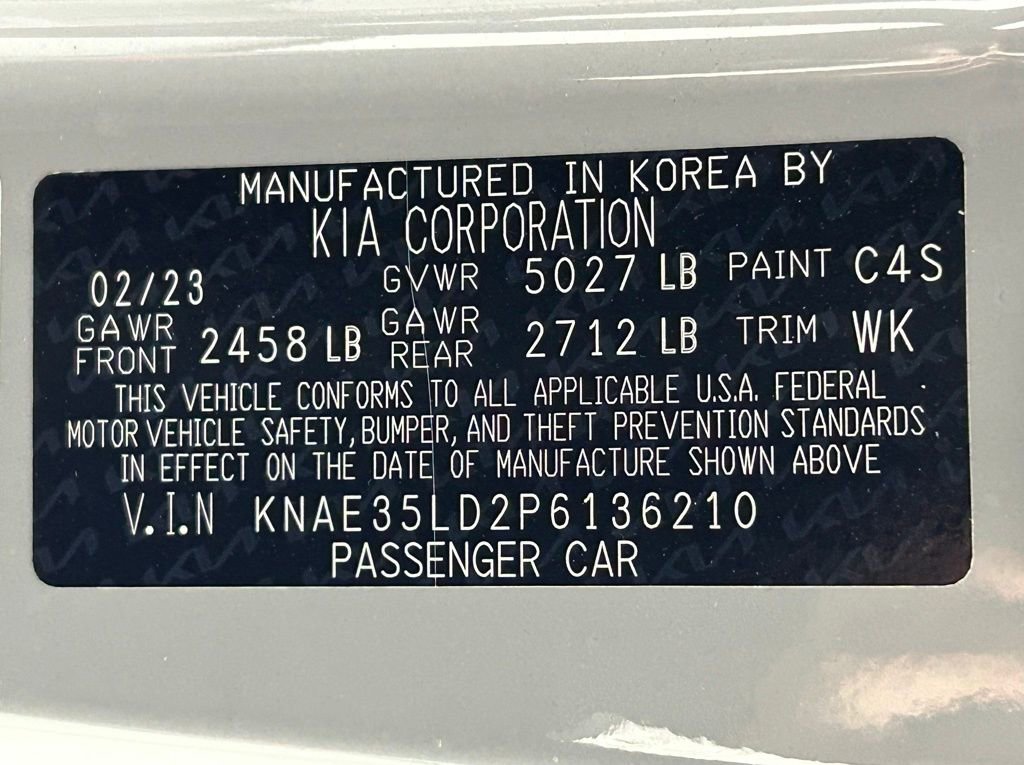 MANUFACTURED IN KOREA BY
KIA CORPORATION
02/23 GVWR 5027 LB PAINT C4S
GAWR FRONT 2458 LB GAWR REAR 2712 LB TRIM WK
THIS VEHICLE CONFORMS TO ALL APPLICABLE U.S.A. FEDERAL
MOTOR VEHICLE SAFETY, BUMPER, AND THEFT PREVENTION STANDARDS
IN EFFECT ON THE DATE OF MANUFACTURE SHOWN ABOVE
V.I.N KNAE35LD2P6136210
PASSENGER CAR